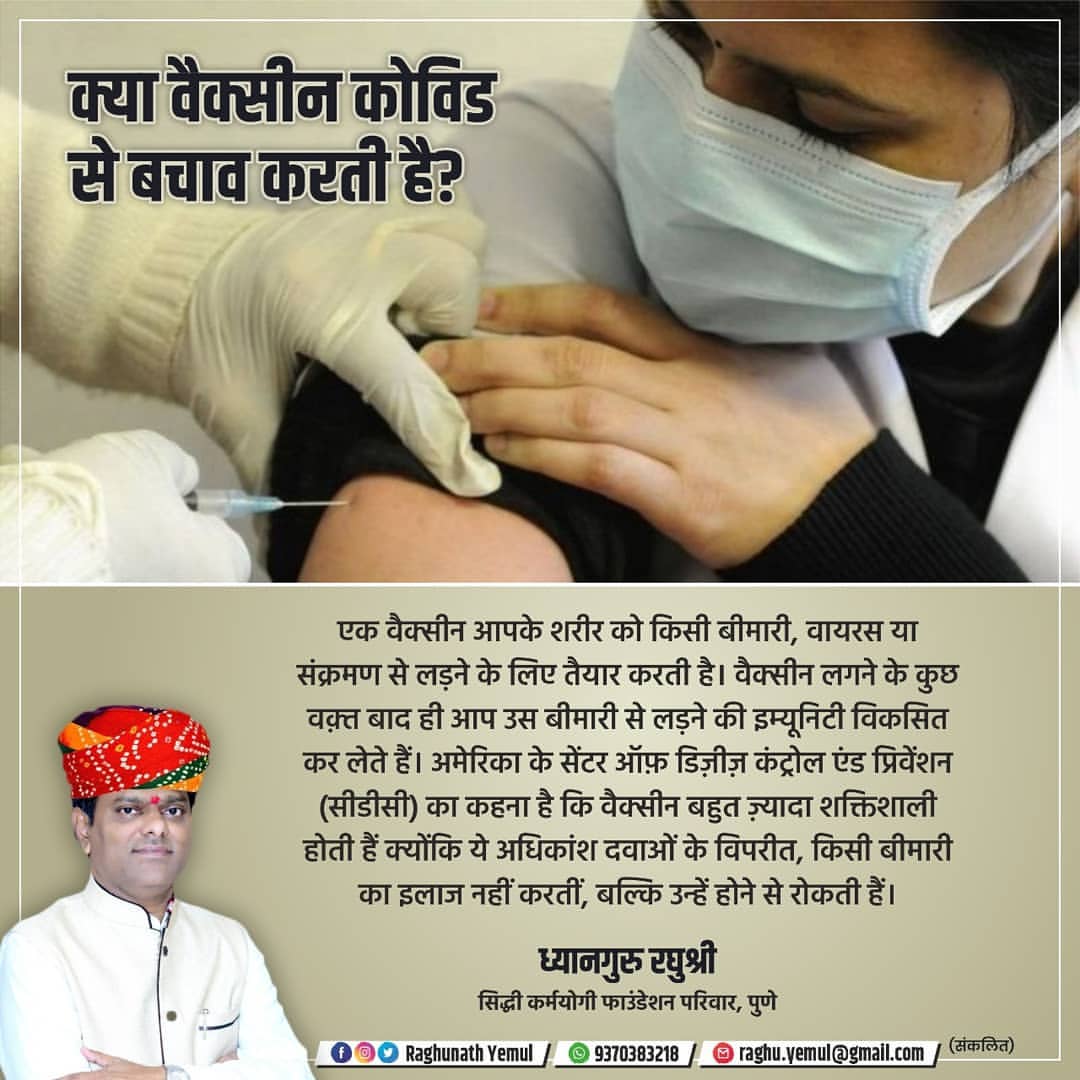 क्या वैक्सीन कोविड
से बचाव करती है?
एक वैक्सीन आपके शरीर को किसी बीमारी, वायरस या
संक्रमण से लड़ने के लिए तैयार करती है। वैक्सीन लगने के कुछ
वक़्त बाद ही आप उस बीमारी से लड़ने की इम्यूनिटी विकसित
कर लेते हैं। अमेरिका के सेंटर ऑफ़ डिज़ीज़ कंट्रोल एंड प्रिवेंशन
(सीडीसी) का कहना है कि वैक्सीन बहुत ज़्यादा शक्तिशाली
होती हैं क्योंकि ये अधिकांश दवाओं के विपरीत, किसी बीमारी
का इलाज नहीं करतीं, बल्कि उन्हें होने से रोकती हैं।
ध्यानगुरु रघुश्री
सिद्धी कर्मयोगी फाउंडेशन परिवार, पुणे
Raghunath Yemul / 9370383218 / raghu.yemul@gmail.com (संकलित)